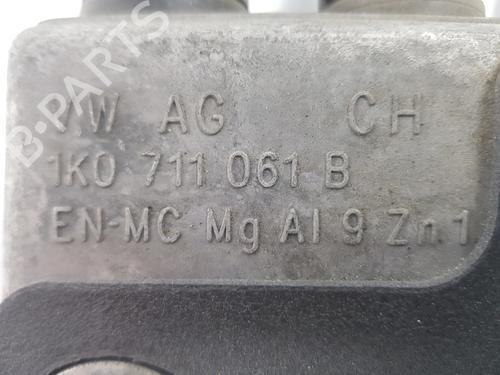 VW AG CH
1K0 711 061 B
EN-MC Mg Al 9 Zn 1
B-PARTS